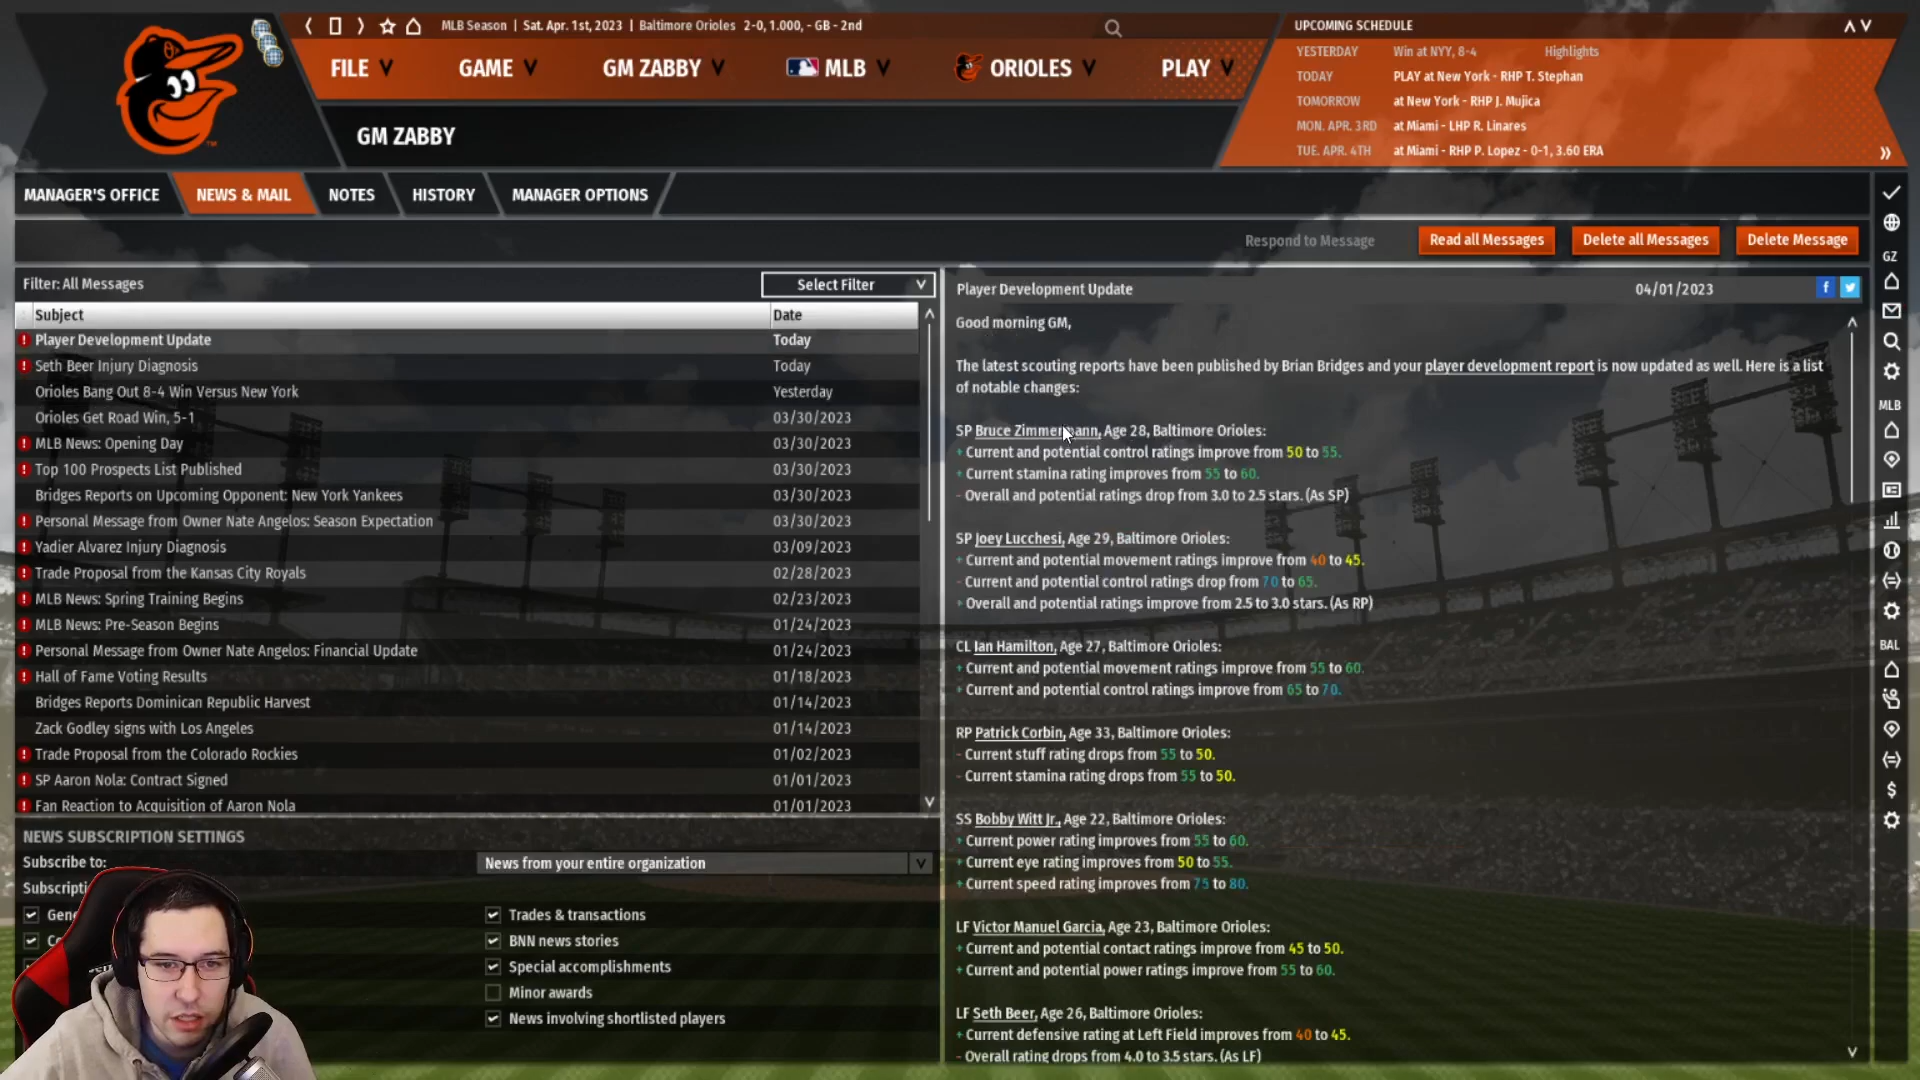 MLB Season | Sat. Apr. 1st, 2023 | Baltimore Orioles 2-0, 1.000, - GB - 2nd
FILE
GAME
GM ZABBY
MLB
ORIOLES
PLAY
UPCOMING SCHEDULE
YESTERDAY Win at NYY, 8-4 Highlights
TODAY PLAY at New York - RHP T. Stephan
TOMORROW at New York - RHP J. Mujica
MON. APR. 3RD at Miami - LHP R. Linares
TUE. APR. 4TH at Miami - RHP P. Lopez - 0-1, 3.60 ERA
GM ZABBY
MANAGER'S OFFICE
NEWS & MAIL
NOTES
HISTORY
MANAGER OPTIONS
Respond to Message
Read all Messages
Delete all Messages
Delete Message
Filter: All Messages
Select Filter
Subject Date
Player Development Update Today
Seth Beer Injury Diagnosis Today
Orioles Bang Out 8-4 Win Versus New York Yesterday
Orioles Get Road Win, 5-1 03/30/2023
MLB News: Opening Day 03/30/2023
Top 100 Prospects List Published 03/30/2023
Bridges Reports on Upcoming Opponent: New York Yankees 03/30/2023
Personal Message from Owner Nate Angelos: Season Expectation 03/30/2023
Yadier Alvarez Injury Diagnosis 03/09/2023
Trade Proposal from the Kansas City Royals 02/28/2023
MLB News: Spring Training Begins 02/23/2023
MLB News: Pre-Season Begins 01/24/2023
Personal Message from Owner Nate Angelos: Financial Update 01/24/2023
Hall of Fame Voting Results 01/18/2023
Bridges Reports Dominican Republic Harvest 01/14/2023
Zack Godley signs with Los Angeles 01/14/2023
Trade Proposal from the Colorado Rockies 01/02/2023
SP Aaron Nola: Contract Signed 01/01/2023
Fan Reaction to Acquisition of Aaron Nola 01/01/2023
NEWS SUBSCRIPTION SETTINGS
Subscribe to: News from your entire organization
Subscripti
Gene
Co
Trades & transactions
BNN news stories
Special accomplishments
Minor awards
News involving shortlisted players
Player Development Update 04/01/2023
Good morning GM,
The latest scouting reports have been published by Brian Bridges and your player development report is now updated as well. Here is a list
of notable changes:
SP Bruce Zimmermann, Age 28, Baltimore Orioles:
+ Current and potential control ratings improve from 50 to 55.
+ Current stamina rating improves from 55 to 60.
- Overall and potential ratings drop from 3.0 to 2.5 stars. (As SP)
SP Joey Lucchesi, Age 29, Baltimore Orioles:
+ Current and potential movement ratings improve from 40 to 45.
- Current and potential control ratings drop from 70 to 65.
+ Overall and potential ratings improve from 2.5 to 3.0 stars. (As RP)
CL Ian Hamilton, Age 27, Baltimore Orioles:
+ Current and potential movement ratings improve from 55 to 60.
+ Current and potential control ratings improve from 65 to 70.
RP Patrick Corbin, Age 33, Baltimore Orioles:
- Current stuff rating drops from 55 to 50.
- Current stamina rating drops from 55 to 50.
SS Bobby Witt Jr., Age 22, Baltimore Orioles:
+ Current power rating improves from 55 to 60.
+ Current eye rating improves from 50 to 55.
+ Current speed rating improves from 75 to 80.
LF Victor Manuel Garcia, Age 23, Baltimore Orioles:
+ Current and potential contact ratings improve from 45 to 50.
+ Current and potential power ratings improve from 55 to 60.
LF Seth Beer, Age 26, Baltimore Orioles:
+ Current defensive rating at Left Field improves from 40 to 45.
- Overall rating drops from 4.0 to 3.5 stars. (As LF)
GZ
MLB
BAL